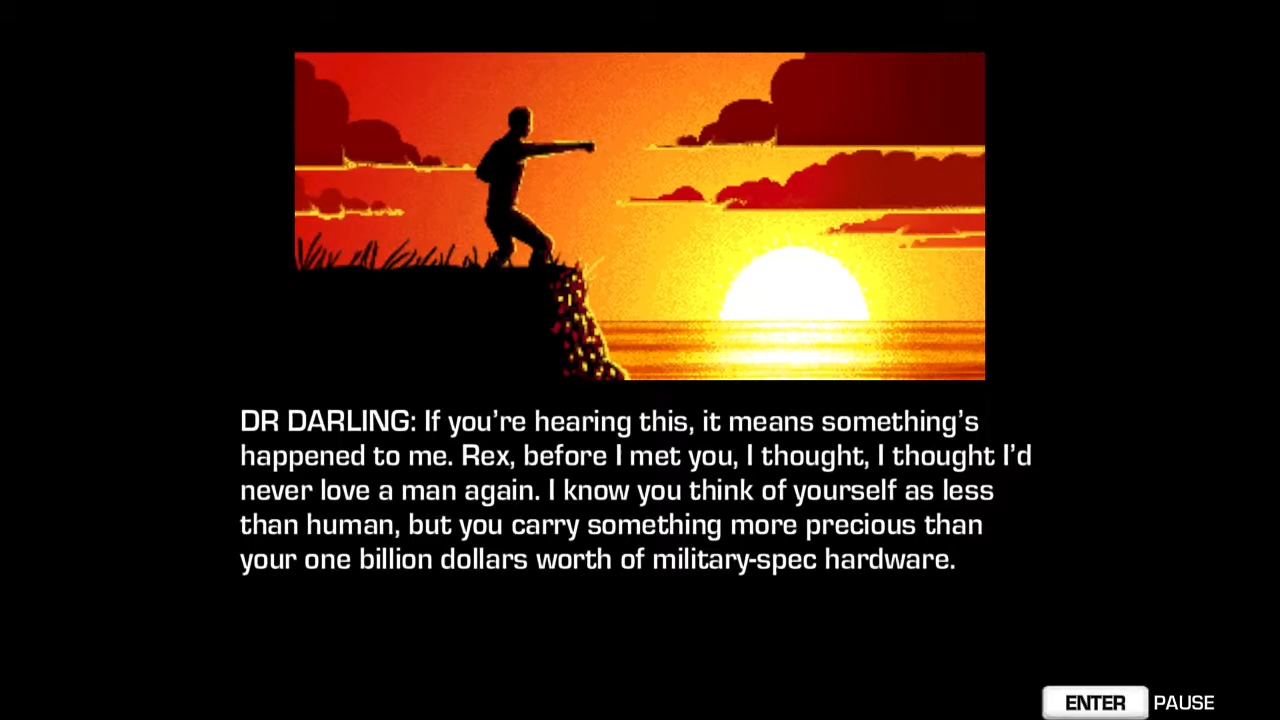 DR DARLING: If you’re hearing this, it means something’s
happened to me. Rex, before I met you, I thought, I thought I’d
never love a man again. I know you think of yourself as less
than human, but you carry something more precious than
your one billion dollars worth of military-spec hardware.
ENTER PAUSE